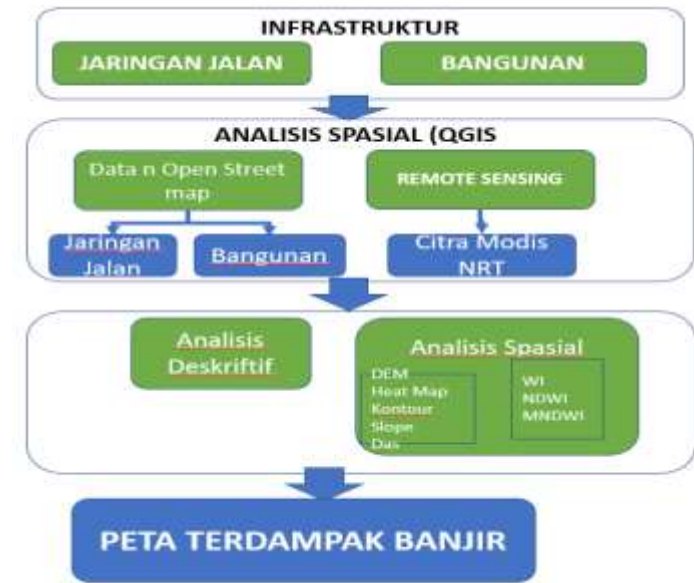 INFRASTRUKTUR
JARINGAN JALAN
BANGUNAN
ANALISIS SPASIAL (QGIS
Data n Open Street
map
REMOTE SENSING
Jaringan
Jalan
Bangunan
Citra Modis
NRT
Analisis
Deskriftif
Analisis Spasial
DEM
Heat Map
Kontour
Slope
Das
WI
NDWI
MNDWI
PETA TERDAMPAK BANJIR